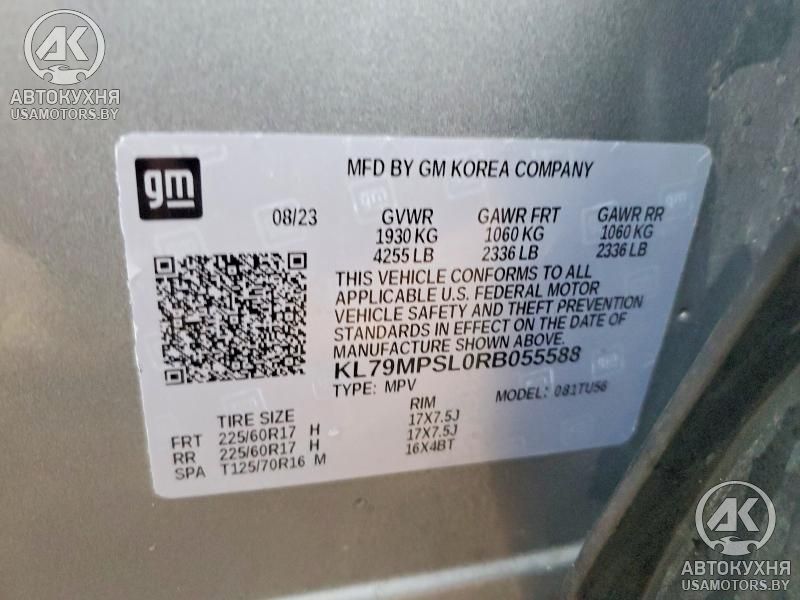 AK
АВТОКУХНЯ
USAMOTORS.BY
gm
MFD BY GM KOREA COMPANY
08/23 GVWR GAWR FRT GAWR RR
1930 KG 1060 KG 1060 KG
4255 LB 2336 LB 2336 LB
THIS VEHICLE CONFORMS TO ALL
APPLICABLE U.S. FEDERAL MOTOR
VEHICLE SAFETY AND THEFT PREVENTION
STANDARDS IN EFFECT ON THE DATE OF
MANUFACTURE SHOWN ABOVE.
KL79MPSL0RB055588
TYPE: MPV MODEL: 081TU56
TIRE SIZE RIM
FRT 225/60R17 H 17X7.5J
RR 225/60R17 H 17X7.5J
SPA T125/70R16 M 16X4BT
AK
АВТОКУХНЯ
USAMOTORS.BY